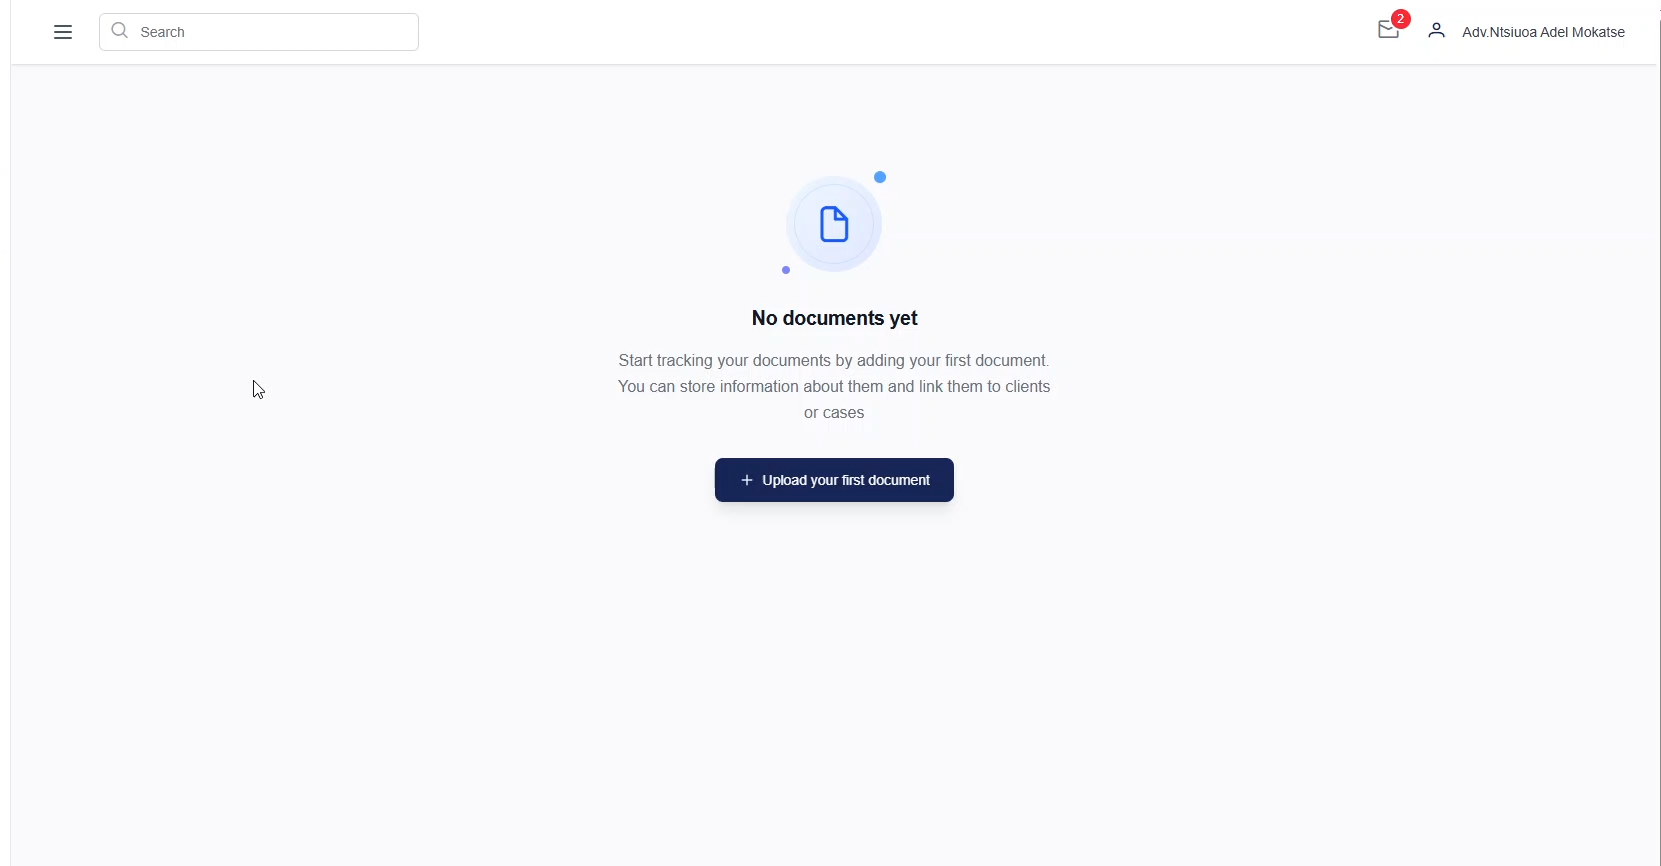 Search
2
Adv.Ntsiuoa Adel Mokatse
No documents yet
Start tracking your documents by adding your first document.
You can store information about them and link them to clients
or cases
+ Upload your first document